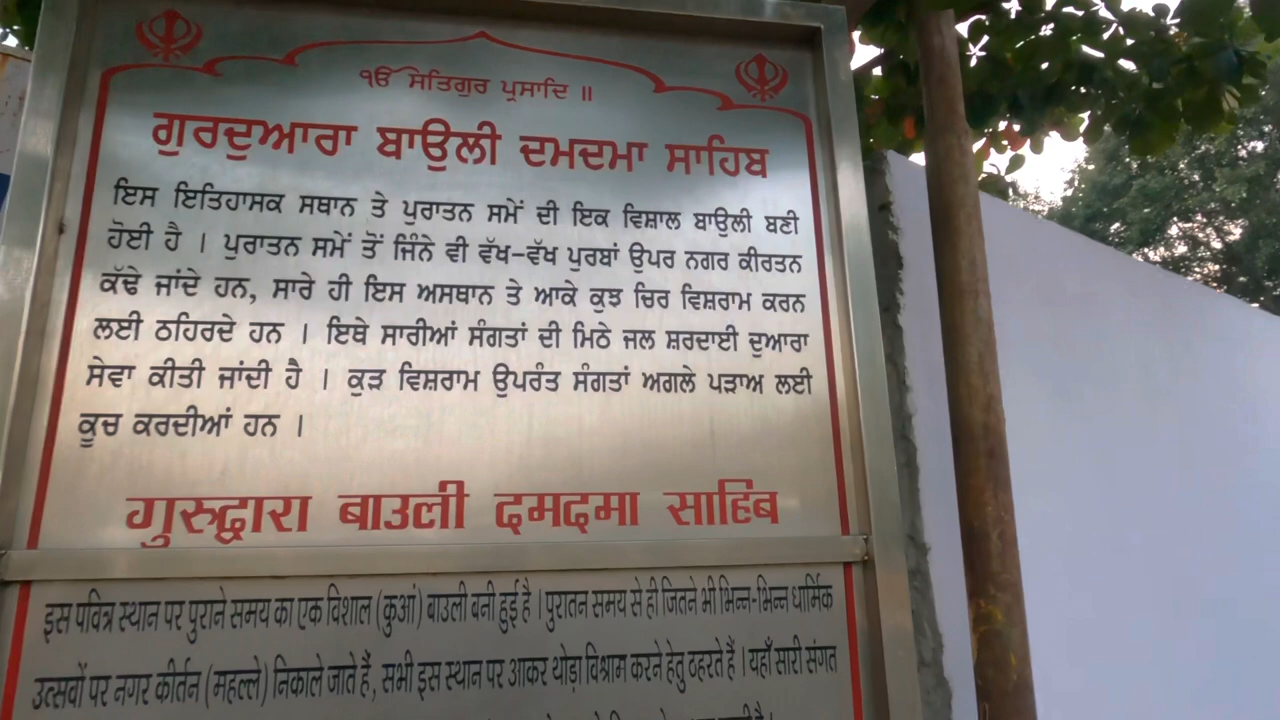 ੴ ਸਤਿਗੁਰ ਪ੍ਰਸਾਦਿ ॥
ਗੁਰਦੁਆਰਾ ਬਾਉਲੀ ਦਮਦਮਾ ਸਾਹਿਬ
ਇਸ ਇਤਿਹਾਸਕ ਸਥਾਨ ਤੇ ਪੁਰਾਤਨ ਸਮੇਂ ਦੀ ਇਕ ਵਿਸ਼ਾਲ ਬਾਉਲੀ ਬਣੀ
ਹੋਈ ਹੈ । ਪੁਰਾਤਨ ਸਮੇਂ ਤੋਂ ਜਿੰਨੇ ਵੀ ਵੱਖ-ਵੱਖ ਪੁਰਬਾਂ ਉਪਰ ਨਗਰ ਕੀਰਤਨ
ਕੱਢੇ ਜਾਂਦੇ ਹਨ, ਸਾਰੇ ਹੀ ਇਸ ਅਸਥਾਨ ਤੇ ਆਕੇ ਕੁਝ ਚਿਰ ਵਿਸ਼ਰਾਮ ਕਰਨ
ਲਈ ਠਹਿਰਦੇ ਹਨ । ਇਥੇ ਸਾਰੀਆਂ ਸੰਗਤਾਂ ਦੀ ਮਿਠੇ ਜਲ ਸ਼ਰਦਾਈ ਦੁਆਰਾ
ਸੇਵਾ ਕੀਤੀ ਜਾਂਦੀ ਹੈ । ਕੁੜ ਵਿਸ਼ਰਾਮ ਉਪਰੰਤ ਸੰਗਤਾਂ ਅਗਲੇ ਪੜਾਅ ਲਈ
ਕੂਚ ਕਰਦੀਆਂ ਹਨ ।
गुरुद्वारा बाउली दमदमा साहिब
इस पवित्र स्थान पर पुराने समय का एक विशाल (कुआं) बाउली बनी हुई है । पुरातन समय से ही जितने भी भिन्न-भिन्न धार्मिक
उत्सवों पर नगर कीर्तन (महल्ले) निकाले जाते हैं, सभी इस स्थान पर आकर थोड़ा विश्राम करने हेतु ठहरते हैं । यहाँ सारी संगत